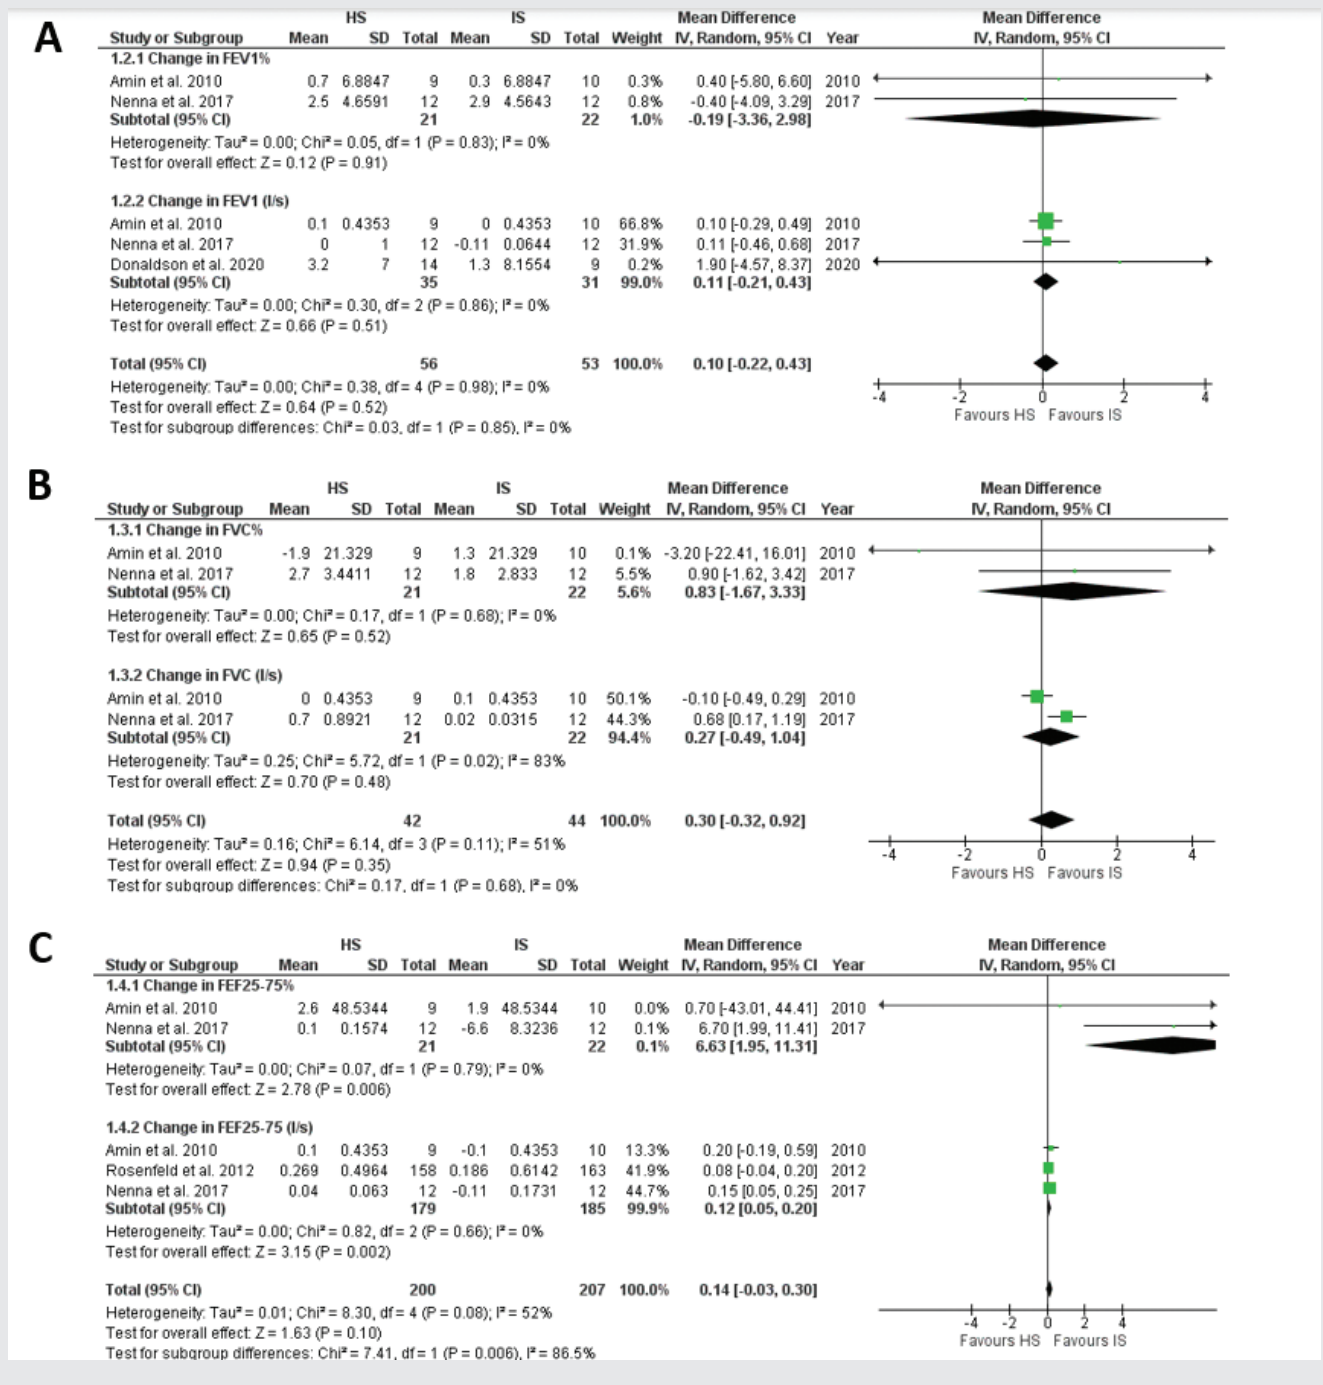 A
HS IS Mean Difference Mean Difference
Study or Subgroup Mean SD Total Mean SD Total Weight IV, Random, 95% CI Year IV, Random, 95% CI
1.2.1 Change in FEV1%
Amin et al. 2010 0.7 6.8847 9 0.3 6.8847 10 0.3% 0.40 [-5.80, 6.60] 2010
Nenna et al. 2017 2.5 4.6591 12 2.9 4.5643 12 0.8% -0.40 [-4.09, 3.29] 2017
Subtotal (95% CI) 21 22 1.0% -0.19 [-3.36, 2.98]
Heterogeneity: Tau² = 0.00; Chi² = 0.05, df = 1 (P = 0.83); I² = 0%
Test for overall effect: Z = 0.12 (P = 0.91)
1.2.2 Change in FEV1 (l/s)
Amin et al. 2010 0.1 0.4353 9 0 0.4353 10 66.8% 0.10 [-0.29, 0.49] 2010
Nenna et al. 2017 0 1 12 -0.11 0.0644 12 31.9% 0.11 [-0.46, 0.68] 2017
Donaldson et al. 2020 3.2 7 14 1.3 8.1554 9 0.2% 1.90 [-4.57, 8.37] 2020
Subtotal (95% CI) 35 31 99.0% 0.11 [-0.21, 0.43]
Heterogeneity: Tau² = 0.00; Chi² = 0.30, df = 2 (P = 0.86); I² = 0%
Test for overall effect: Z = 0.66 (P = 0.51)
Total (95% CI) 56 53 100.0% 0.10 [-0.22, 0.43]
Heterogeneity: Tau² = 0.00; Chi² = 0.38, df = 4 (P = 0.98); I² = 0%
Test for overall effect: Z = 0.64 (P = 0.52)
Test for subgroup differences: Chi² = 0.03, df = 1 (P = 0.85), I² = 0%
-4 -2 0 2 4
Favours HS Favours IS
B
HS IS Mean Difference Mean Difference
Study or Subgroup Mean SD Total Mean SD Total Weight IV, Random, 95% CI Year IV, Random, 95% CI
1.3.1 Change in FVC%
Amin et al. 2010 -1.9 21.329 9 1.3 21.329 10 0.1% -3.20 [-22.41, 16.01] 2010
Nenna et al. 2017 2.7 3.4411 12 1.8 2.833 12 5.5% 0.90 [-1.62, 3.42] 2017
Subtotal (95% CI) 21 22 5.6% 0.83 [-1.67, 3.33]
Heterogeneity: Tau² = 0.00; Chi² = 0.17, df = 1 (P = 0.68); I² = 0%
Test for overall effect: Z = 0.65 (P = 0.52)
1.3.2 Change in FVC (l/s)
Amin et al. 2010 0 0.4353 9 0.1 0.4353 10 50.1% -0.10 [-0.49, 0.29] 2010
Nenna et al. 2017 0.7 0.8921 12 0.02 0.0315 12 44.3% 0.68 [0.17, 1.19] 2017
Subtotal (95% CI) 21 22 94.4% 0.27 [-0.49, 1.04]
Heterogeneity: Tau² = 0.25; Chi² = 5.72, df = 1 (P = 0.02); I² = 83%
Test for overall effect: Z = 0.70 (P = 0.48)
Total (95% CI) 42 44 100.0% 0.30 [-0.32, 0.92]
Heterogeneity: Tau² = 0.16; Chi² = 6.14, df = 3 (P = 0.11); I² = 51%
Test for overall effect: Z = 0.94 (P = 0.35)
Test for subgroup differences: Chi² = 0.17, df = 1 (P = 0.68), I² = 0%
-4 -2 0 2 4
Favours HS Favours IS
C
HS IS Mean Difference Mean Difference
Study or Subgroup Mean SD Total Mean SD Total Weight IV, Random, 95% CI Year IV, Random, 95% CI
1.4.1 Change in FEF25-75%
Amin et al. 2010 2.6 48.5344 9 1.9 48.5344 10 0.0% 0.70 [-43.01, 44.41] 2010
Nenna et al. 2017 0.1 0.1574 12 -6.6 8.3236 12 0.1% 6.70 [1.99, 11.41] 2017
Subtotal (95% CI) 21 22 0.1% 6.63 [1.95, 11.31]
Heterogeneity: Tau² = 0.00; Chi² = 0.07, df = 1 (P = 0.79); I² = 0%
Test for overall effect: Z = 2.78 (P = 0.006)
1.4.2 Change in FEF25-75 (l/s)
Amin et al. 2010 0.1 0.4353 9 -0.1 0.4353 10 13.3% 0.20 [-0.19, 0.59] 2010
Rosenfeld et al. 2012 0.269 0.4964 158 0.186 0.6142 163 41.9% 0.08 [-0.04, 0.20] 2012
Nenna et al. 2017 0.04 0.063 12 -0.11 0.1731 12 44.7% 0.15 [0.05, 0.25] 2017
Subtotal (95% CI) 179 185 99.9% 0.12 [0.05, 0.20]
Heterogeneity: Tau² = 0.00; Chi² = 0.82, df = 2 (P = 0.66); I² = 0%
Test for overall effect: Z = 3.15 (P = 0.002)
Total (95% CI) 200 207 100.0% 0.14 [-0.03, 0.30]
Heterogeneity: Tau² = 0.01; Chi² = 8.30, df = 4 (P = 0.08); I² = 52%
Test for overall effect: Z = 1.63 (P = 0.10)
Test for subgroup differences: Chi² = 7.41, df = 1 (P = 0.006), I² = 86.5%
-4 -2 0 2 4
Favours HS Favours IS